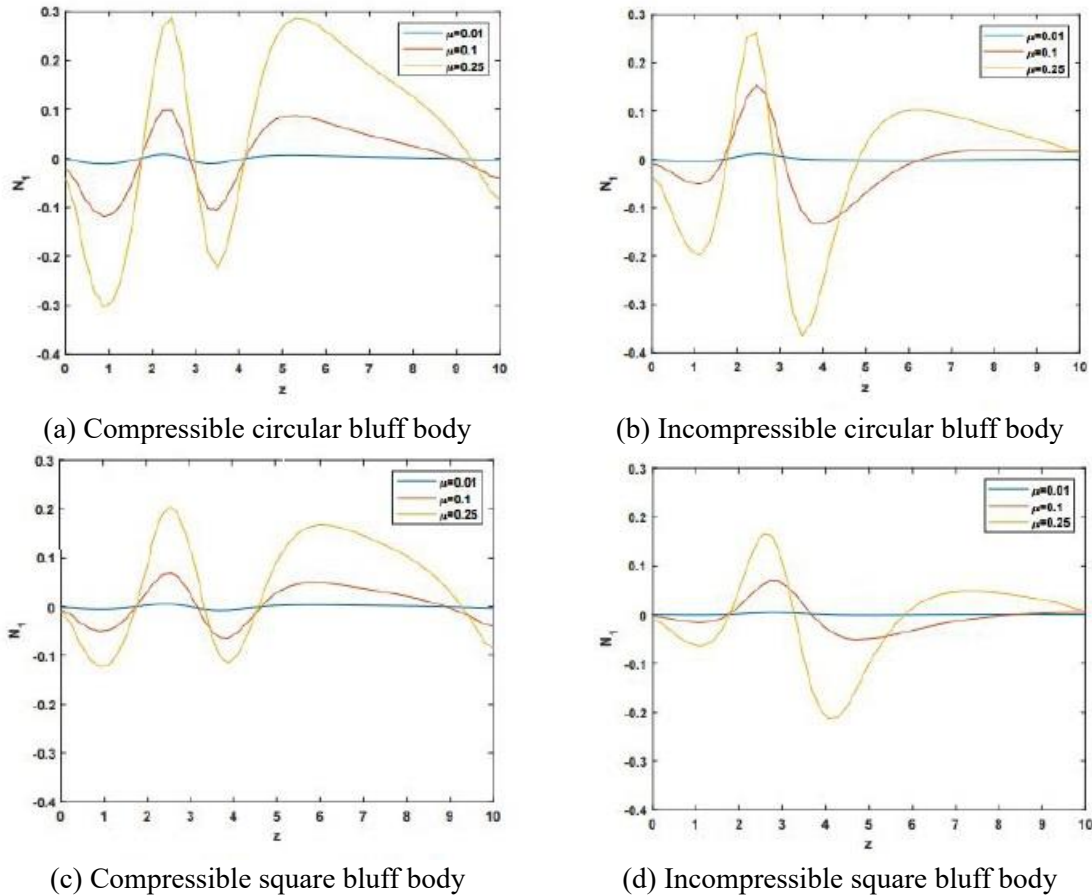 0.3
0.2
0.1
0
-0.1
-0.2
-0.3
-0.4
N1
0 1 2 3 4 5 6 7 8 9 10
z
μ=0.01
μ=0.1
μ=0.25
(a) Compressible circular bluff body
0.3
0.2
0.1
0
-0.1
-0.2
-0.3
-0.4
N1
0 1 2 3 4 5 6 7 8 9 10
z
μ=0.01
μ=0.1
μ=0.25
(b) Incompressible circular bluff body
0.3
0.2
0.1
0
-0.1
-0.2
-0.3
-0.4
N1
0 1 2 3 4 5 6 7 8 9 10
z
μ=0.01
μ=0.1
μ=0.25
(c) Compressible square bluff body
0.3
0.2
0.1
0
-0.1
-0.2
-0.3
-0.4
N1
0 1 2 3 4 5 6 7 8 9 10
z
μ=0.01
μ=0.1
μ=0.25
(d) Incompressible square bluff body